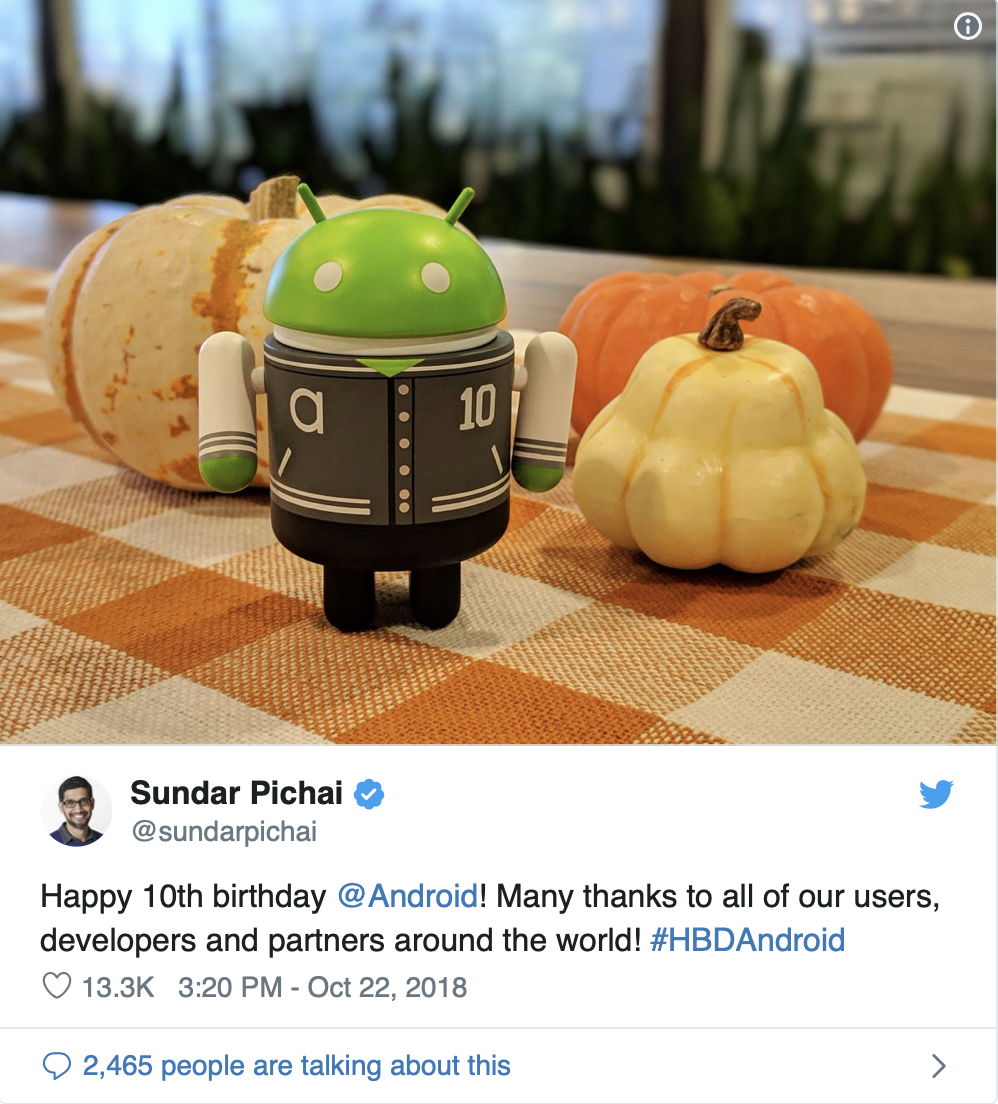 a 10
Sundar Pichai
@sundarpichai
Happy 10th birthday @Android! Many thanks to all of our users,
developers and partners around the world! #HBDAndroid
13.3K 3:20 PM - Oct 22, 2018
2,465 people are talking about this